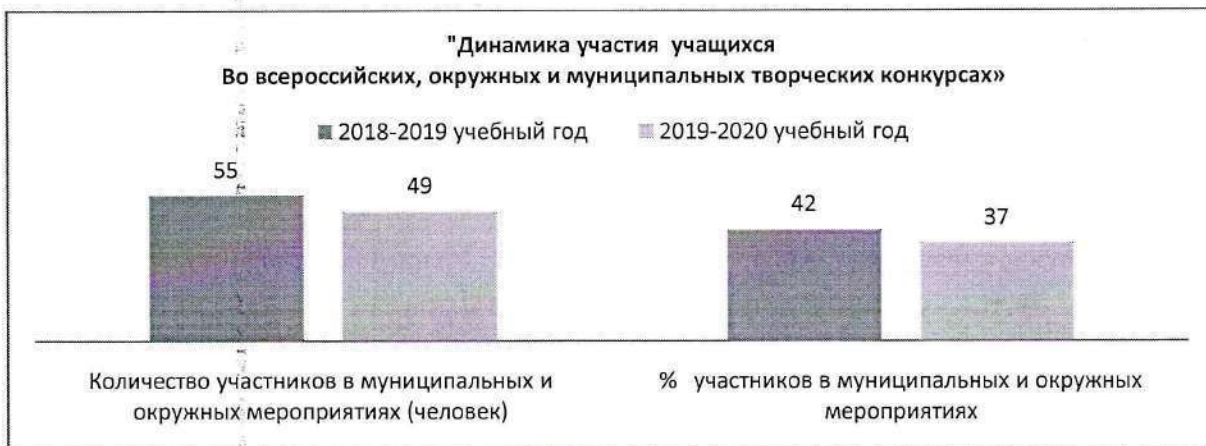 "Динамика участия учащихся
Во всероссийских, окружных и муниципальных творческих конкурсах»
2018-2019 учебный год 2019-2020 учебный год
55 49 42 37
Количество участников в муниципальных и
окружных мероприятиях (человек)
% участников в муниципальных и окружных
мероприятиях